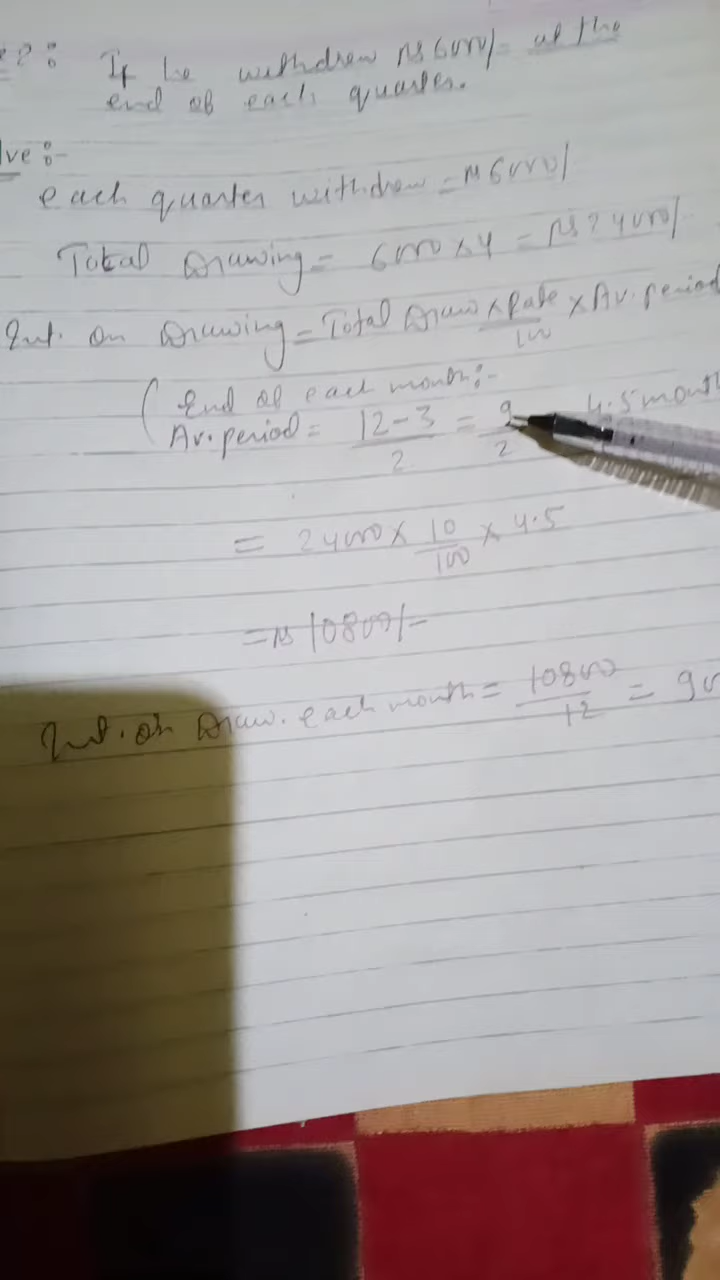 : If he withdrew Rs 6000/- at the
end of each quarter.
lve :-
each quarter withdrew = Rs 6000/
Total Drawing = 6000 × 4 = Rs 24000/
Int. on Drawing = Total Draw × Rate/100 × Av. period
( End of each month:-
Av. period = 12-3/2 = 9/2 4.5 month
= 24000 × 10/100 × 4.5
= Rs 10800/-
Int. on Draw. each month = 10800/12 = 90